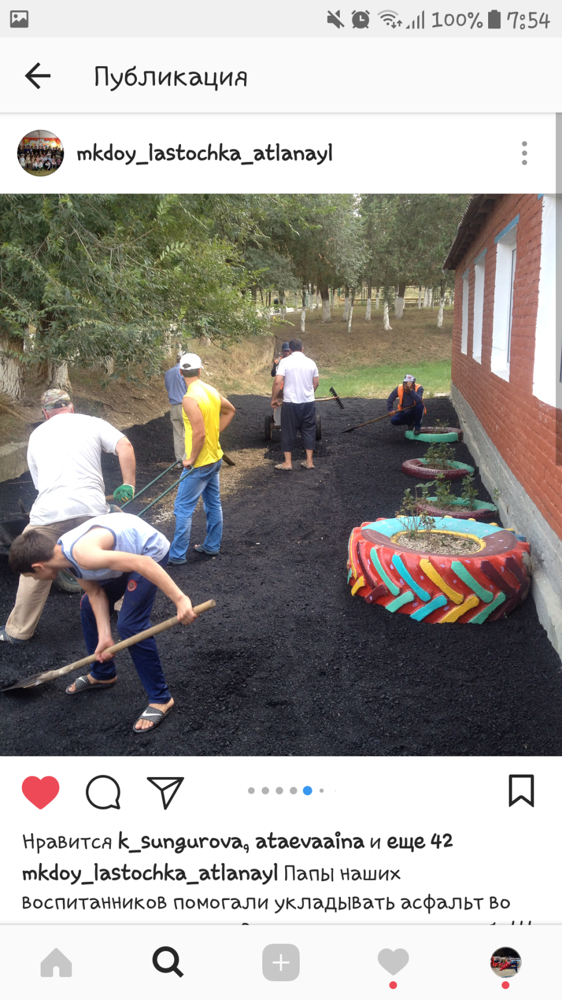 100% 7:54
Публикация
mkdoy_lastochka_atlanayl
Нравится k_sungurova, ataevaaina и еще 42
mkdoy_lastochka_atlanayl Папы наших
воспитанников помогали укладывать асфальт во